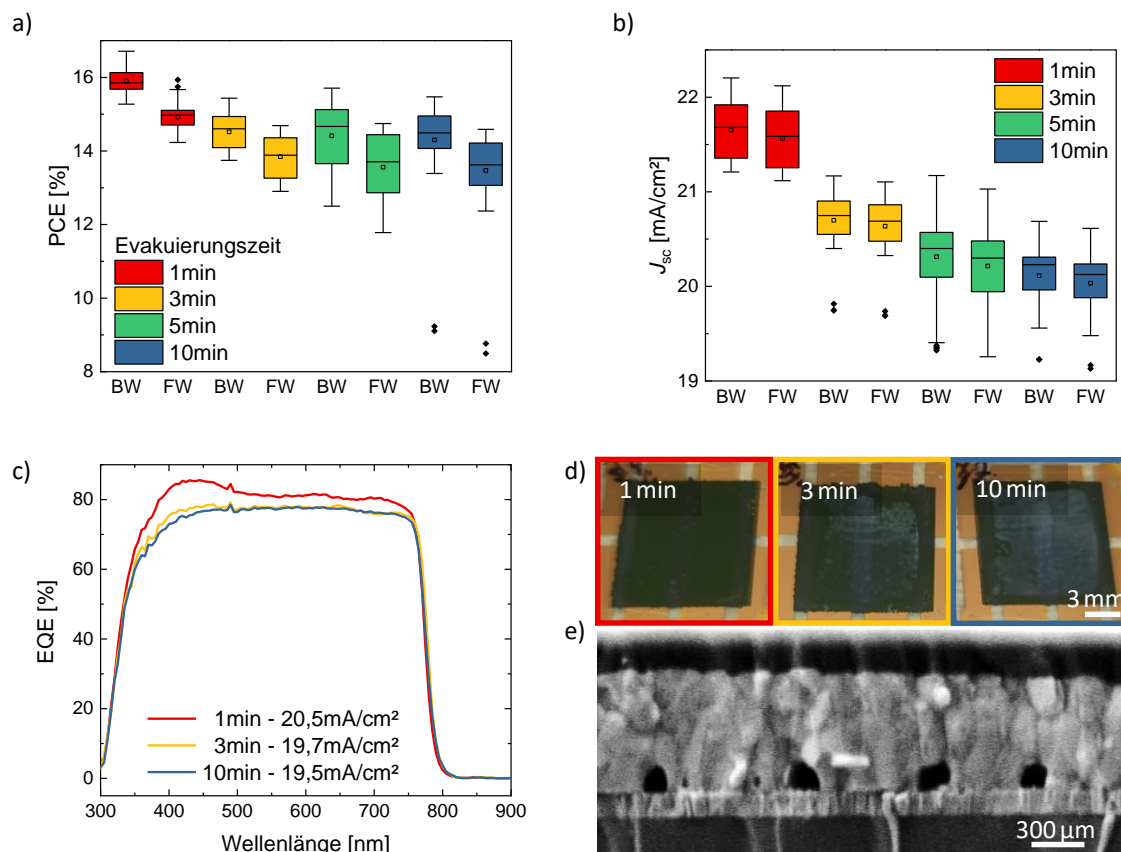 a)
16
14
12
10
8
PCE [%]
Evakuierungszeit
1min
3min
5min
10min
BW FW BW FW BW FW BW FW
b)
22
21
20
19
Jsc [mA/cm²]
1min
3min
5min
10min
BW FW BW FW BW FW BW FW
c)
80
60
40
20
0
EQE [%]
1min - 20,5mA/cm²
3min - 19,7mA/cm²
10min - 19,5mA/cm²
300 400 500 600 700 800 900
Wellenlänge [nm]
d)
1 min
3 min
10 min
3 mm
e)
300 µm